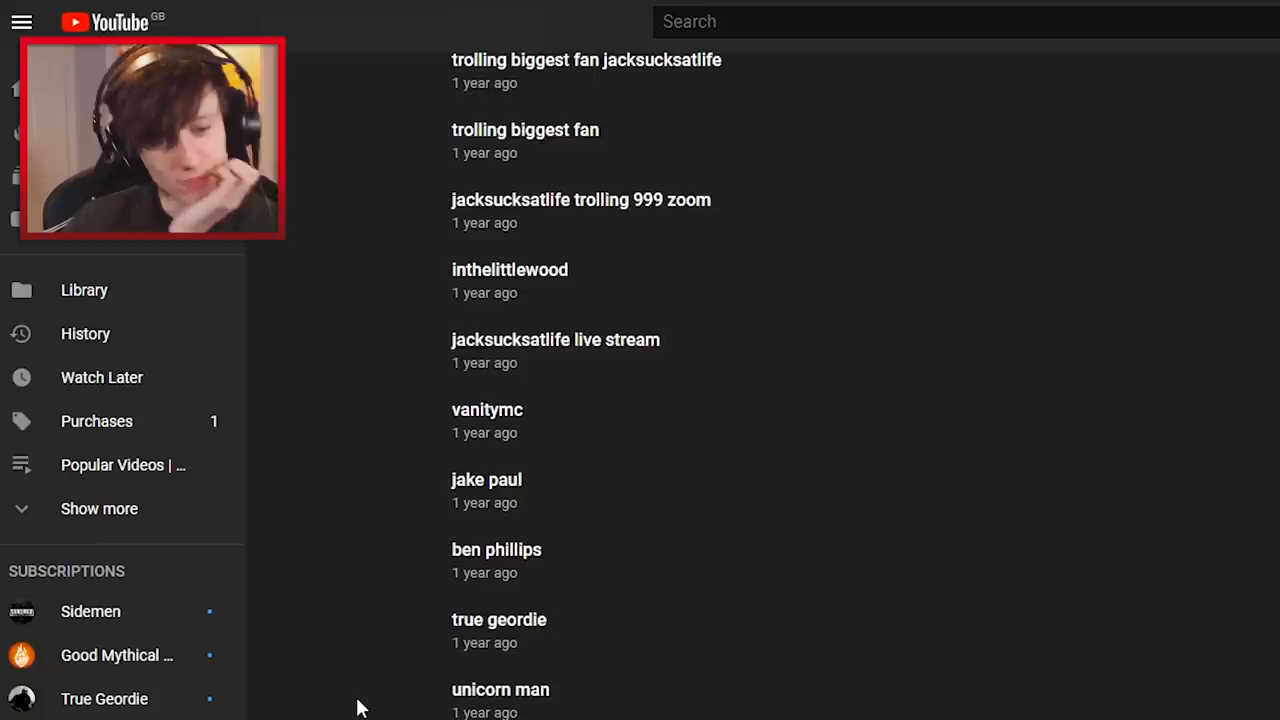 YouTube GB
Search
trolling biggest fan jacksucksatlife
1 year ago
trolling biggest fan
1 year ago
jacksucksatlife trolling 999 zoom
1 year ago
inthelittlewood
1 year ago
jacksucksatlife live stream
1 year ago
vanitymc
1 year ago
jake paul
1 year ago
ben phillips
1 year ago
true geordie
1 year ago
unicorn man
1 year ago
Library
History
Watch Later
Purchases 1
Popular Videos | ...
Show more
SUBSCRIPTIONS
Sidemen
Good Mythical ...
True Geordie